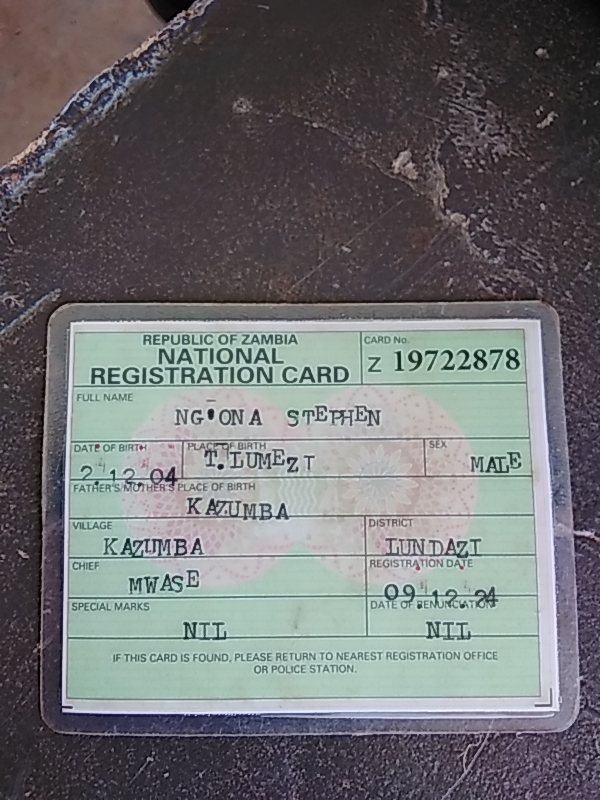 REPUBLIC OF ZAMBIA
NATIONAL
REGISTRATION CARD
CARD No.
Z 19722878
FULL NAME
NG'ONA STEPHEN
DATE OF BIRTH
2.12.04
PLACE OF BIRTH
T.LUMEZI
SEX
MALE
FATHER'S/MOTHER'S PLACE OF BIRTH
KAZUMBA
VILLAGE
KAZUMBA
DISTRICT
LUNDAZI
CHIEF
MWASE
REGISTRATION DATE
09.12.24
SPECIAL MARKS
NIL
DATE OF RENUNCIATION
NIL
IF THIS CARD IS FOUND, PLEASE RETURN TO NEAREST REGISTRATION OFFICE
OR POLICE STATION.